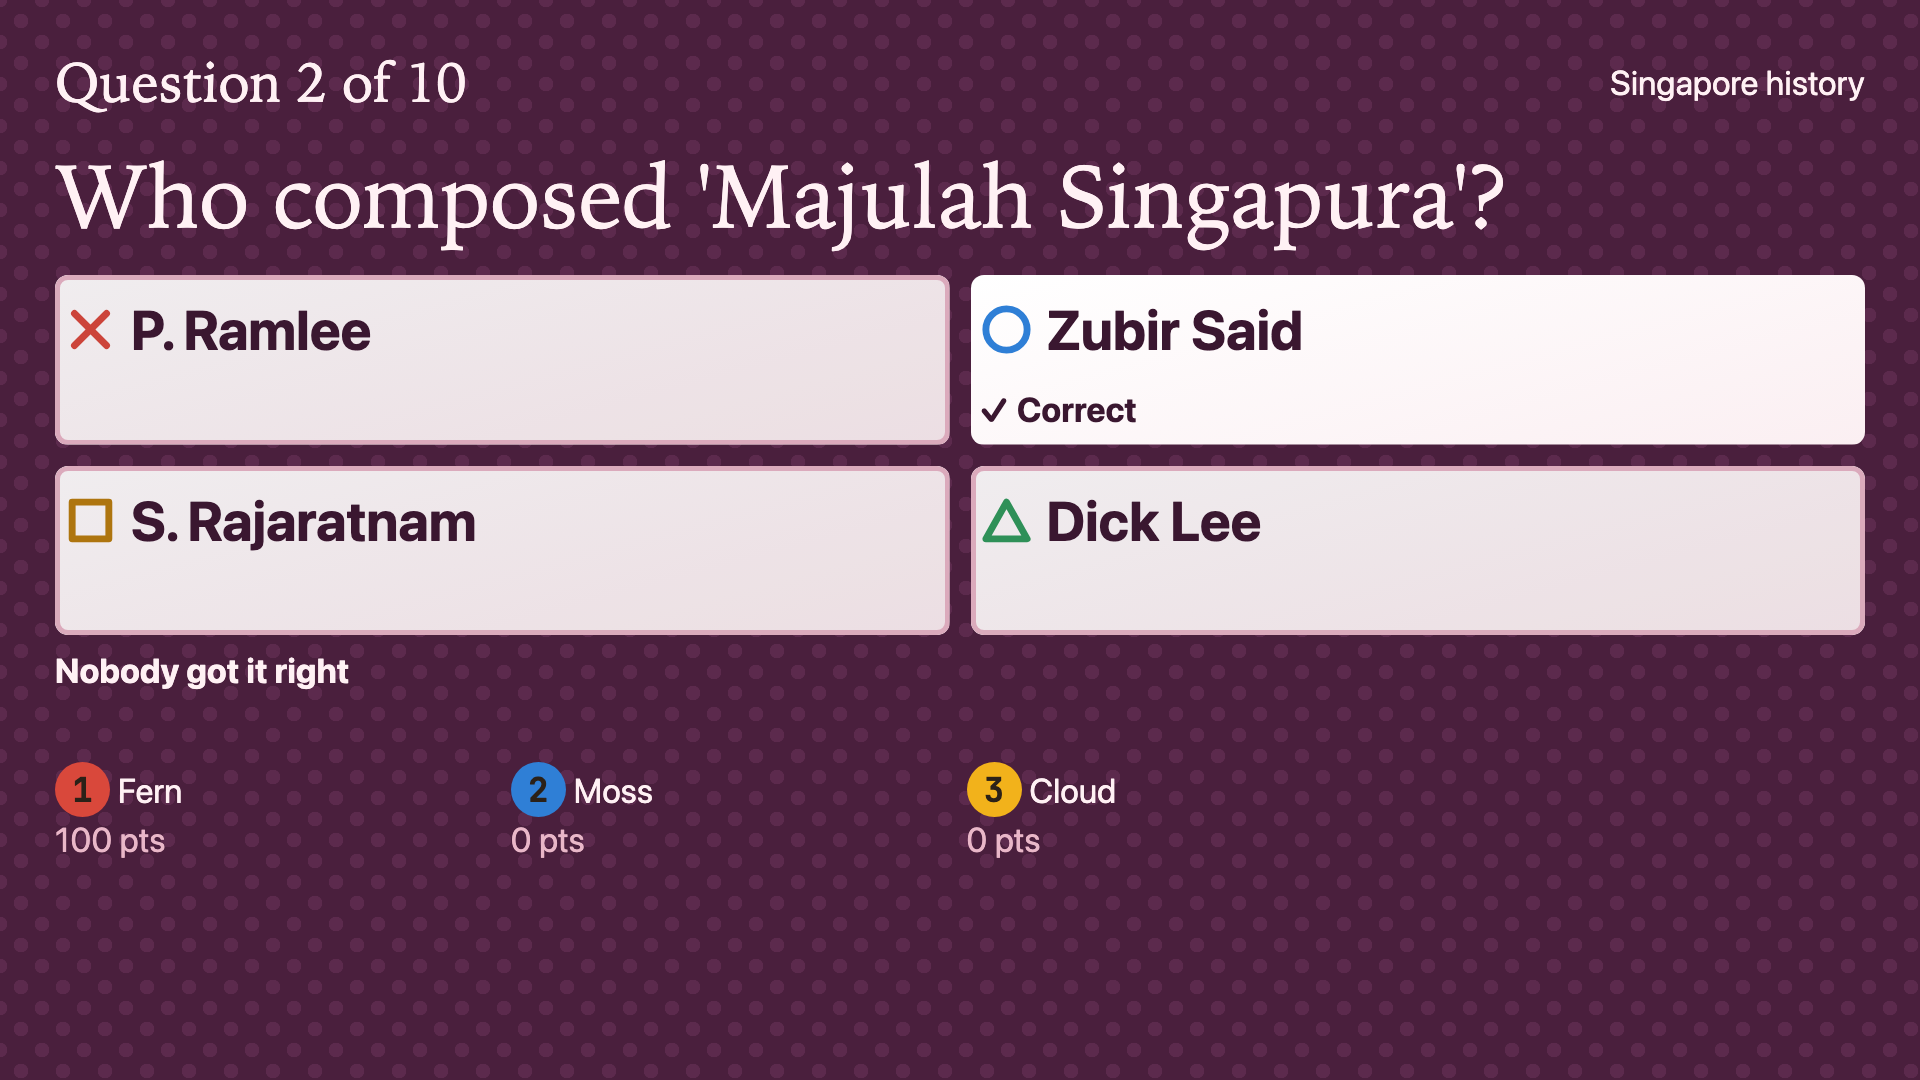 Question 2 of 10
Singapore history
Who composed 'Majulah Singapura'?
P. Ramlee
Zubir Said
✓ Correct
S. Rajaratnam
Dick Lee
Nobody got it right
1 Fern
100 pts
2 Moss
0 pts
3 Cloud
0 pts